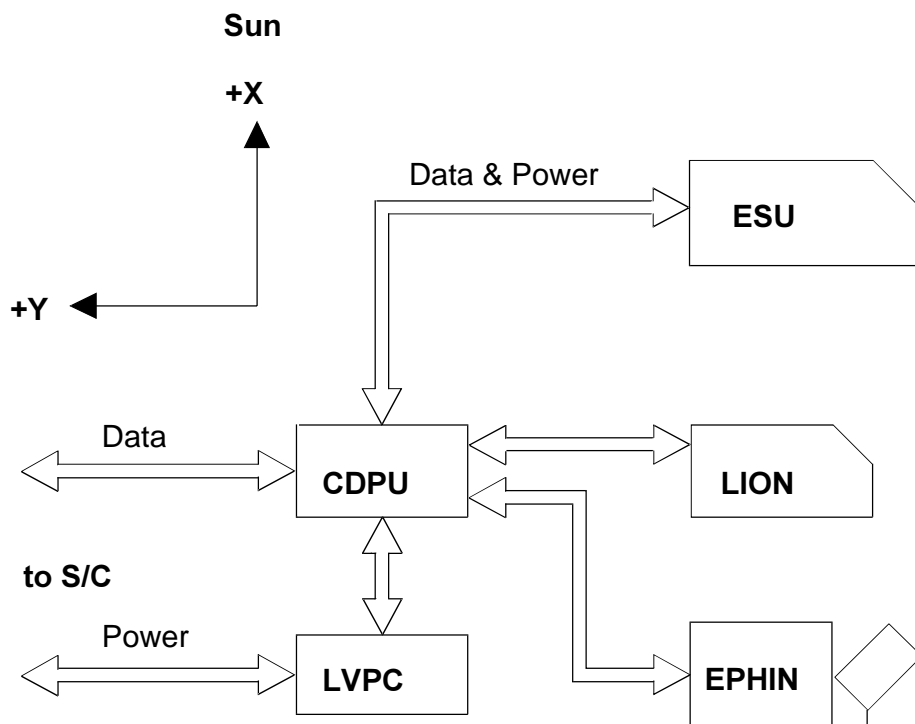 Sun
+X
Data & Power
ESU
+Y
Data
CDPU
LION
to S/C
Power
LVPC
EPHIN